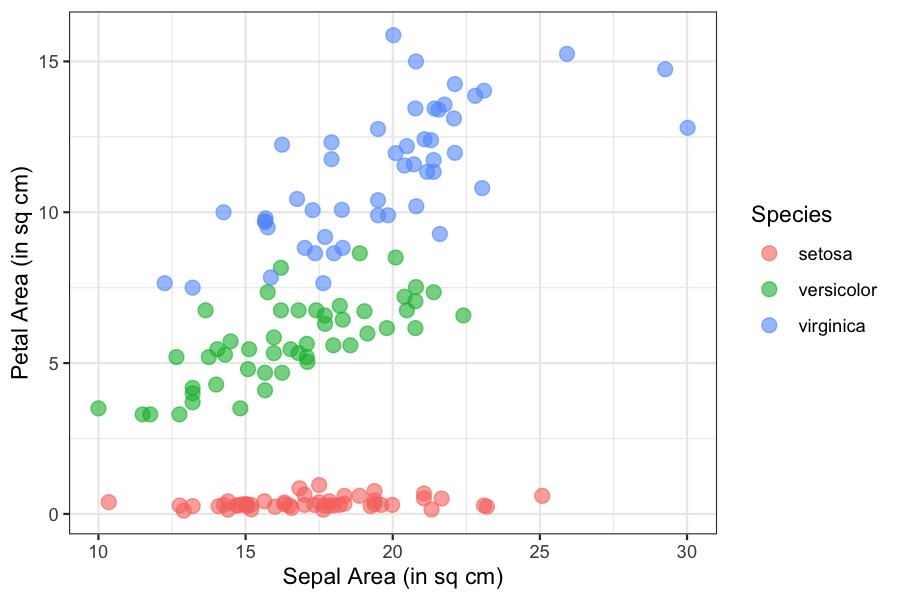 15
10
5
0
10 15 20 25 30
Petal Area (in sq cm)
Sepal Area (in sq cm)
Species
setosa
versicolor
virginica